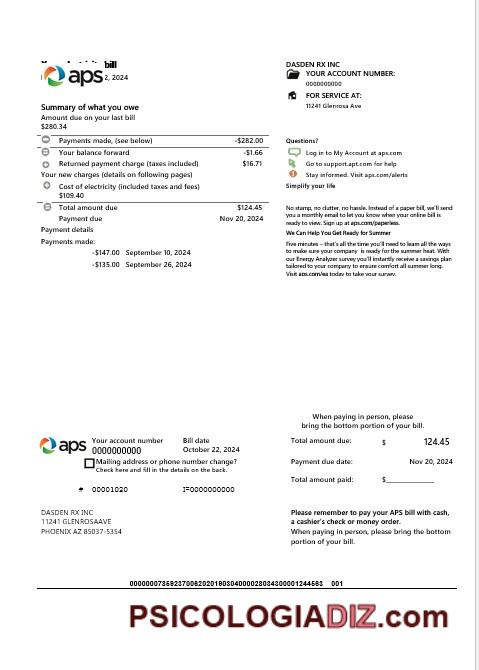 bill
aps 2, 2024
Summary of what you owe
Amount due on your last bill
$280.34
Payments made, (see below) -$282.00
Your balance forward -$1.66
Returned payment charge (taxes included) $16.71
Your new charges (details on following pages)
Cost of electricity (included taxes and fees)
$109.40
Total amount due $124.45
Payment due Nov 20, 2024
Payment details
Payments made:
-$147.00 September 10, 2024
-$135.00 September 26, 2024
DASDEN RX INC
YOUR ACCOUNT NUMBER:
0000000000
FOR SERVICE AT:
11241 Glenrosa Ave
Questions?
Log in to My Account at aps.com
Go to support.apt.com for help
Stay informed. Visit aps.com/alerts
Simplify your life
No stamp, no clutter, no hassle. Instead of a paper bill, we'll send
you a monthly email to let you know when your online bill is
ready to view. Sign up at aps.com/paperless.
We Can Help You Get Ready for Summer
Five minutes – that's all the time you'll need to learn all the ways
to make sure your company is ready for the summer heat. With
our Energy Analyzer survey you'll instantly receive a savings plan
tailored to your company to ensure comfort all summer long.
Visit aps.com/ea today to take your survey.
When paying in person, please
bring the bottom portion of your bill.
aps
Your account number Bill date
0000000000 October 22, 2024
Mailing address or phone number change?
Check here and fill in the details on the back.
# 00001020 I=0000000000
DASDEN RX INC
11241 GLENROSAAVE
PHOENIX AZ 85037-5354
Total amount due: $ 124.45
Payment due date: Nov 20, 2024
Total amount paid: $
Please remember to pay your APS bill with cash,
a cashier's check or money order.
When paying in person, please bring the bottom
portion of your bill.
PSICOLOGIADIZ.com